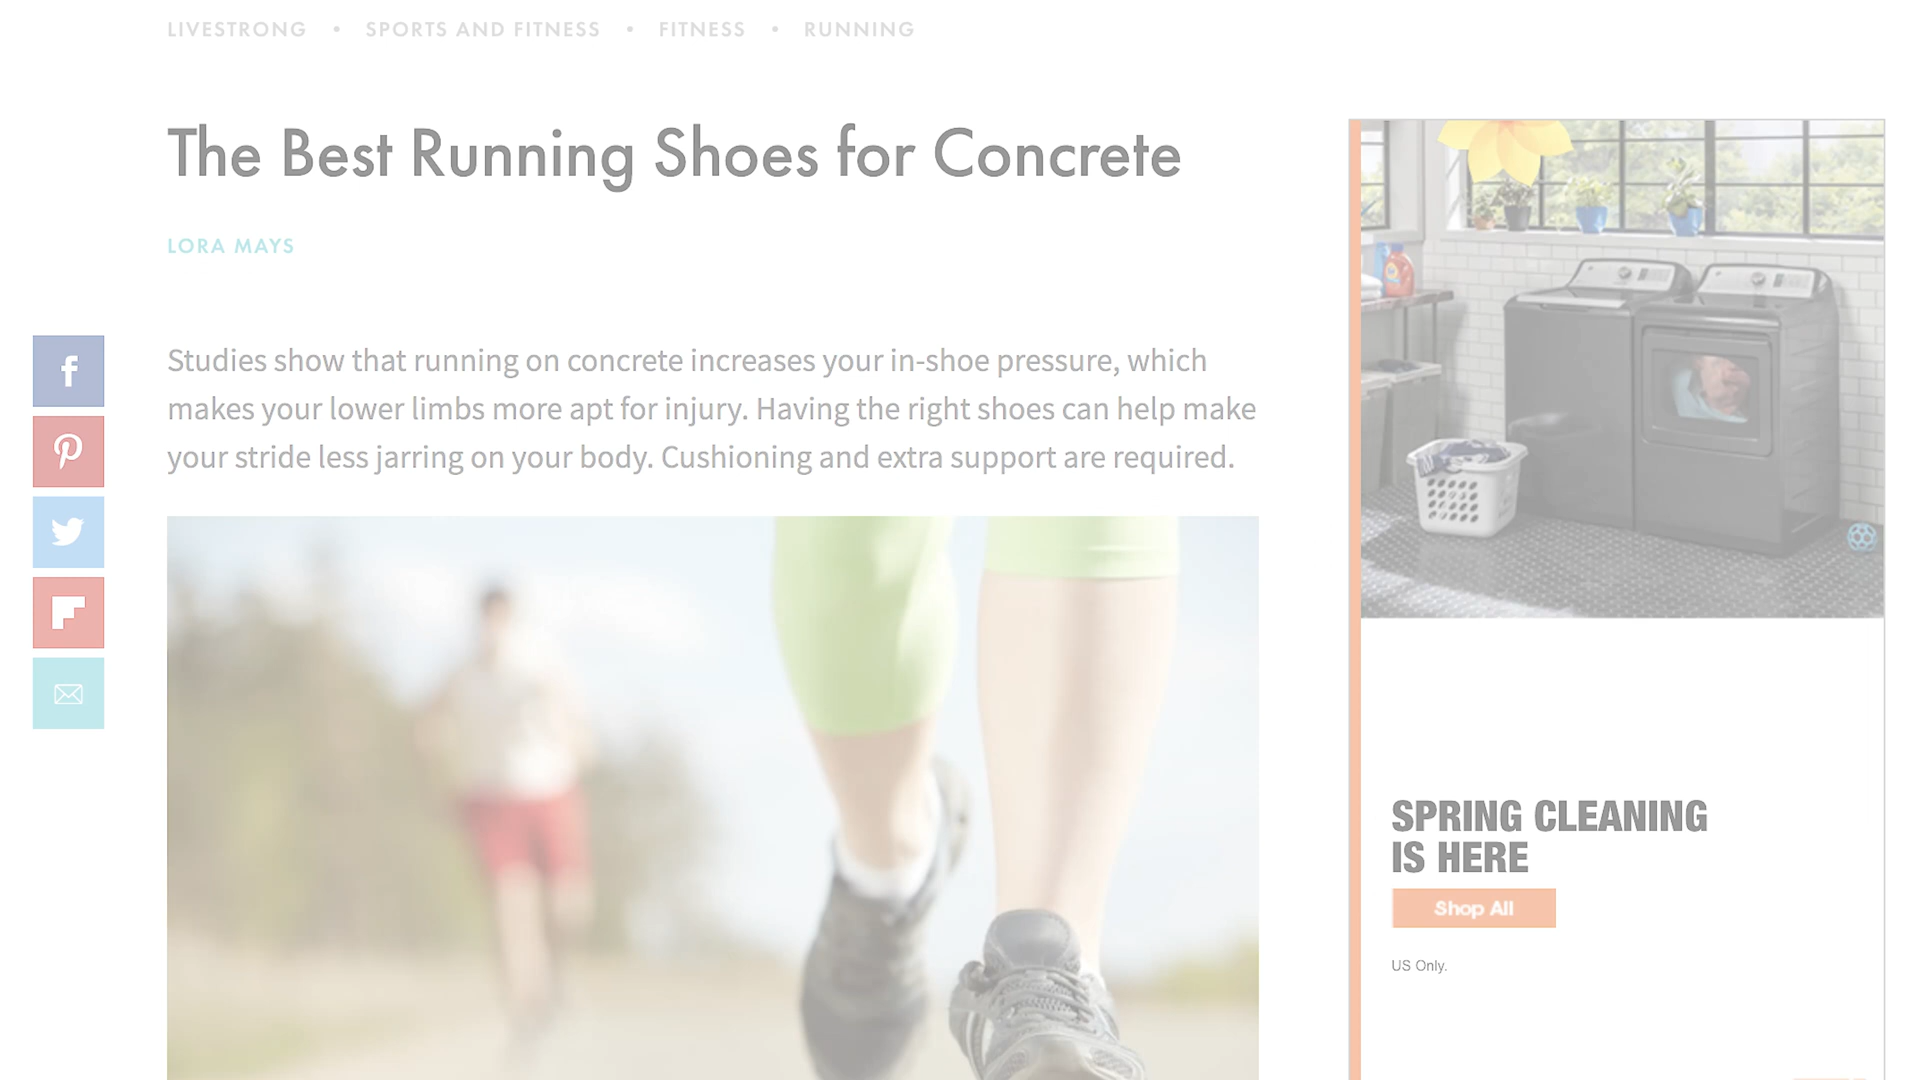 LIVESTRONG • SPORTS AND FITNESS • FITNESS • RUNNING
The Best Running Shoes for Concrete
LORA MAYS
Studies show that running on concrete increases your in-shoe pressure, which
makes your lower limbs more apt for injury. Having the right shoes can help make
your stride less jarring on your body. Cushioning and extra support are required.
SPRING CLEANING
IS HERE
Shop All
US Only.